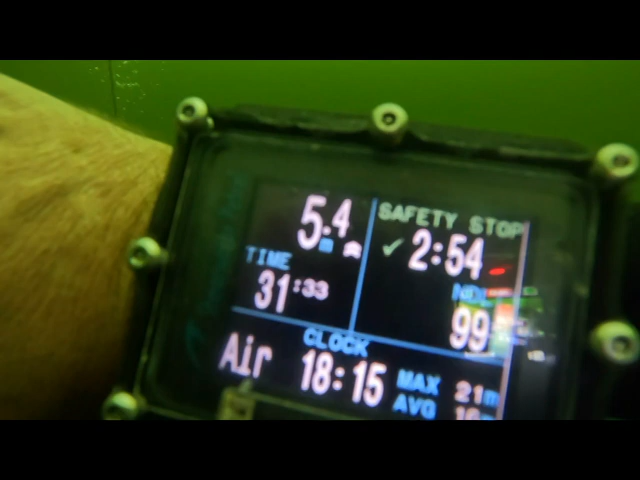 5.4 SAFETY STOP
m ✓ 2:54
TIME
31:33 NDL
99
Air CLOCK
18:15 MAX 21m
AVG